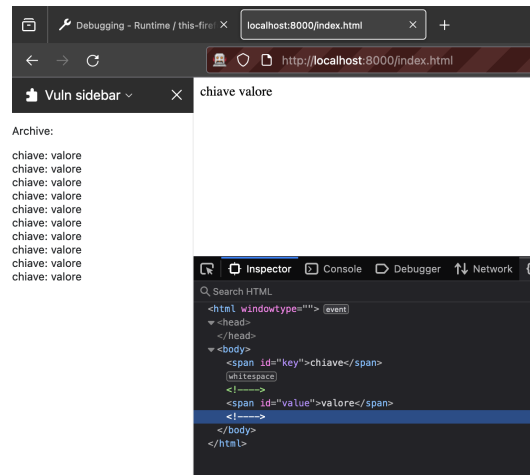 Debugging - Runtime / this-firef
localhost:8000/index.html
http://localhost:8000/index.html
Vuln sidebar
Archive:
chiave: valore
chiave: valore
chiave: valore
chiave: valore
chiave: valore
chiave: valore
chiave: valore
chiave: valore
chiave: valore
chiave: valore
chiave valore
Inspector
Console
Debugger
Network
Search HTML
<html windowtype=""> event
<head>
</head>
<body>
<span id="key">chiave</span>
whitespace
<!---->
<span id="value">valore</span>
<!---->
</body>
</html>